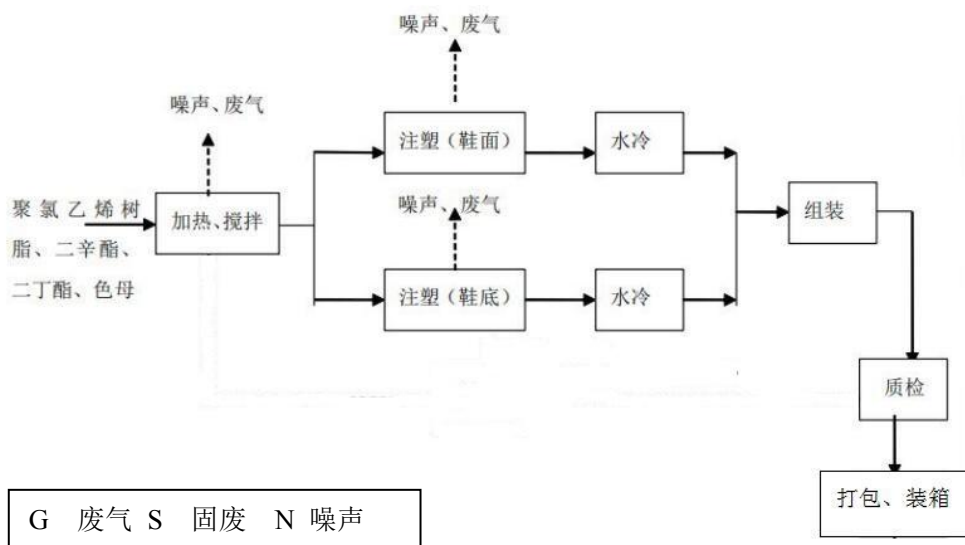 噪声、废气
噪声、废气
注塑（鞋面）
水冷
聚氯乙烯树
脂、二辛酯、
二丁酯、色母
加热、搅拌
噪声、废气
组装
注塑（鞋底）
水冷
质检
打包、装箱
G 废气 S 固废 N 噪声